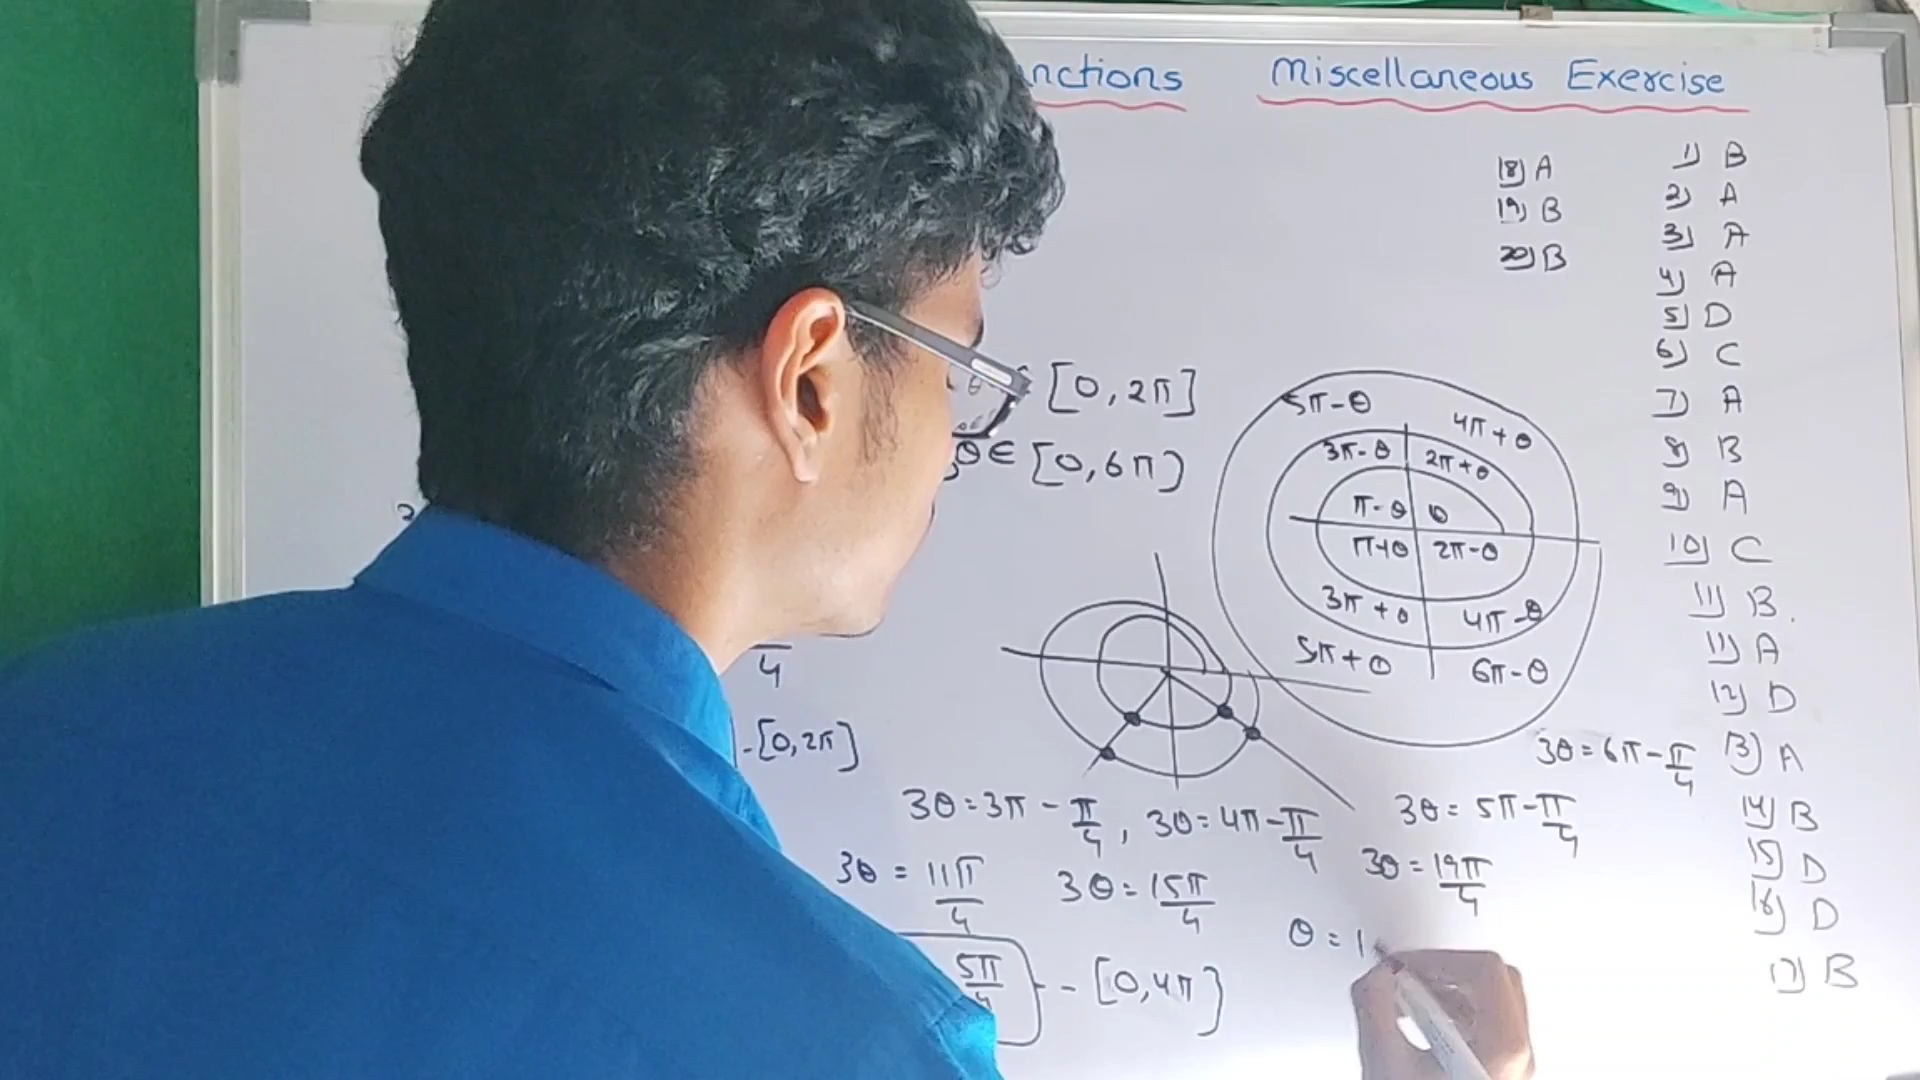 nctions Miscellaneous Exercise
18) A
19) B
20) B
1) B
2) A
3) A
4) A
5) D
6) C
7) A
8) B
9) A
10) C
11) B.
11) A
12) D
13) A
14) B
15) D
16) D
17) B
[0, 2π]
θ ∈ [0, 6π)
5π-θ 4π+θ
3π-θ 2π+θ
π-θ θ
π+θ 2π-θ
3π+θ 4π-θ
5π+θ 6π-θ
4
-[0, 2π]
3θ = 6π - π/4
3θ = 3π - π/4, 3θ = 4π - π/4 3θ = 5π - π/4
3θ = 11π/4 3θ = 15π/4 3θ = 19π/4
θ = 1
5π/4 -- [0, 4π]